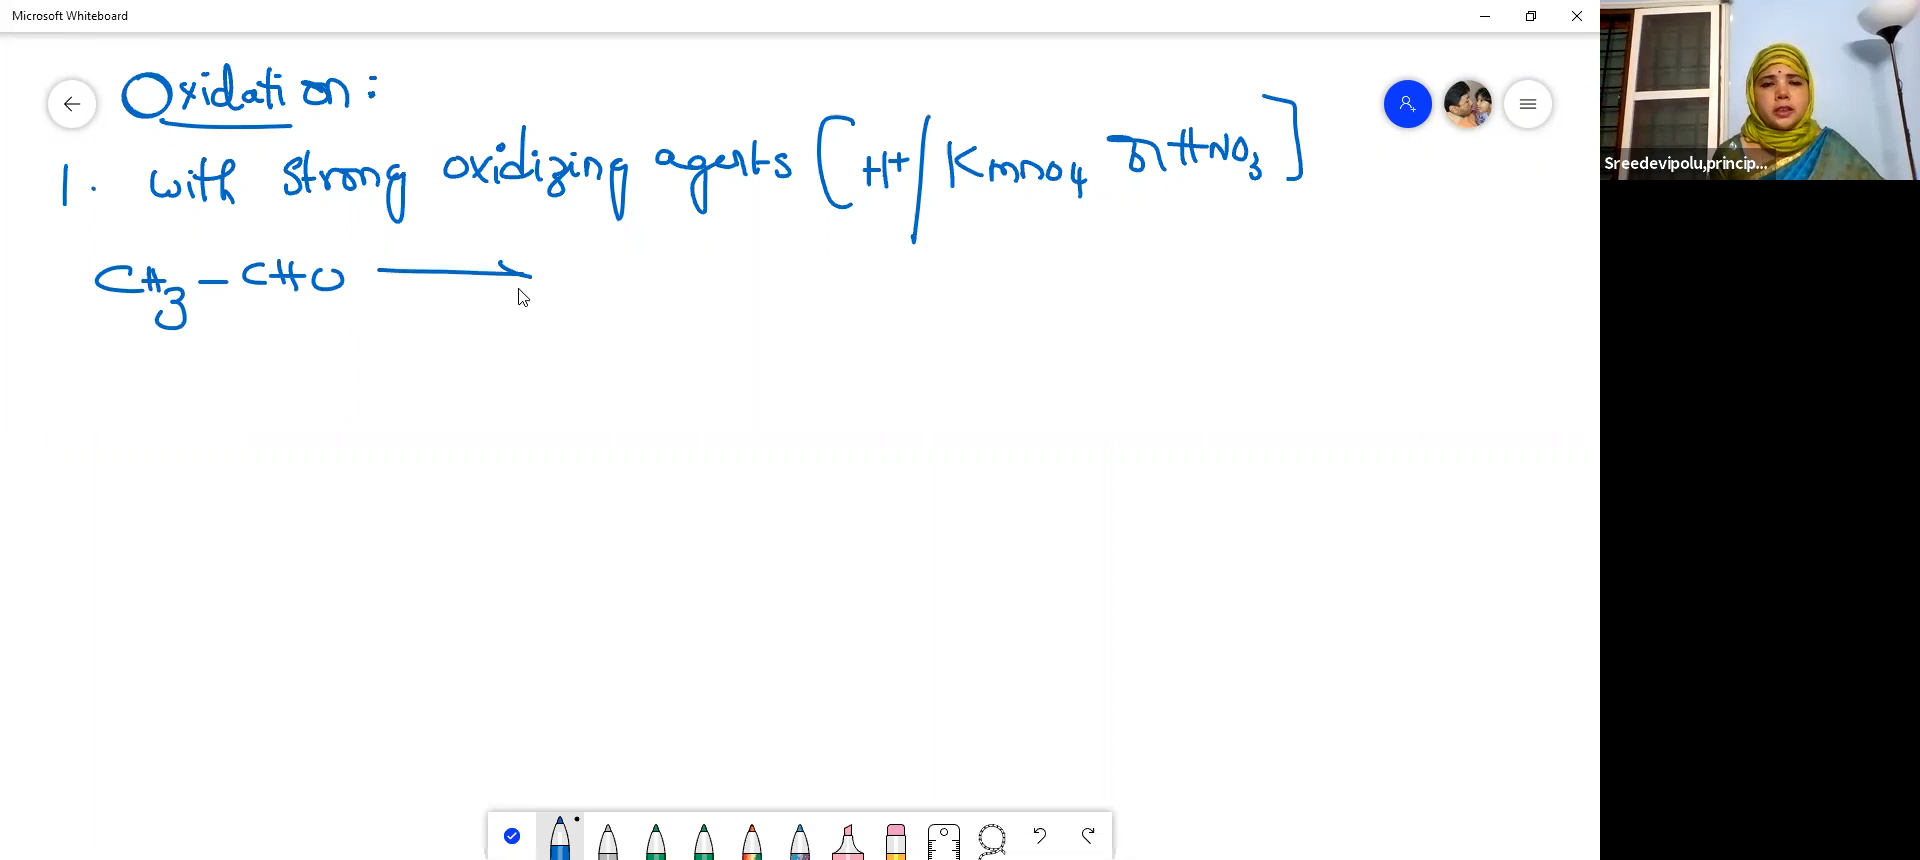 Microsoft Whiteboard
Oxidation:
1. with strong oxidizing agents [H+/Kmno4 or HNO3]
CH3-CHO ⟶
Sreedevipolu,princip...